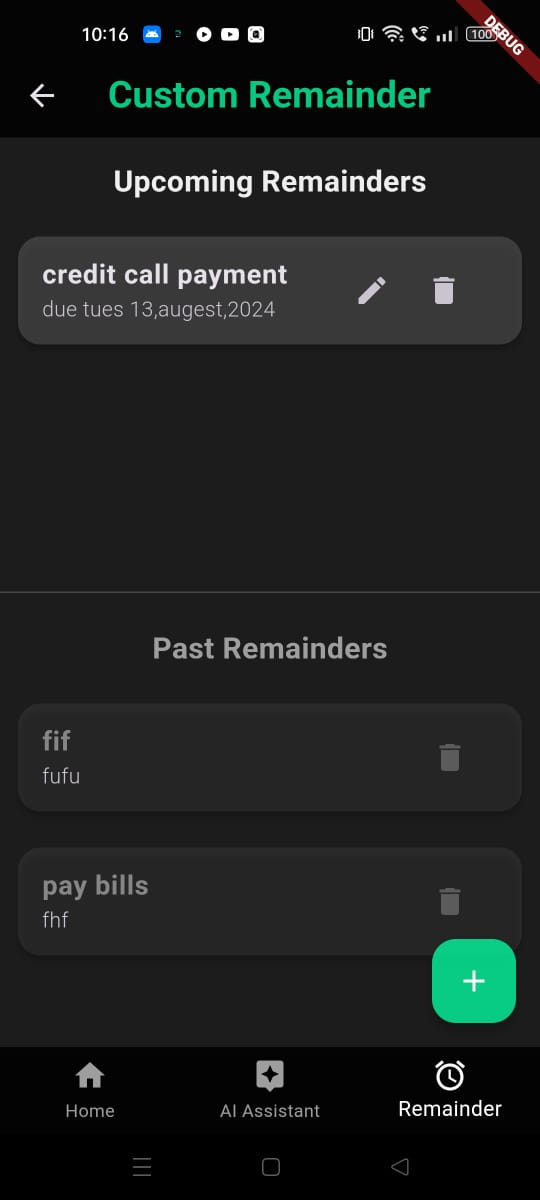 10:16
100
DEBUG
Custom Remainder
Upcoming Remainders
credit call payment
due tues 13,augest,2024
Past Remainders
fif
fufu
pay bills
fhf
+
Home
AI Assistant
Remainder